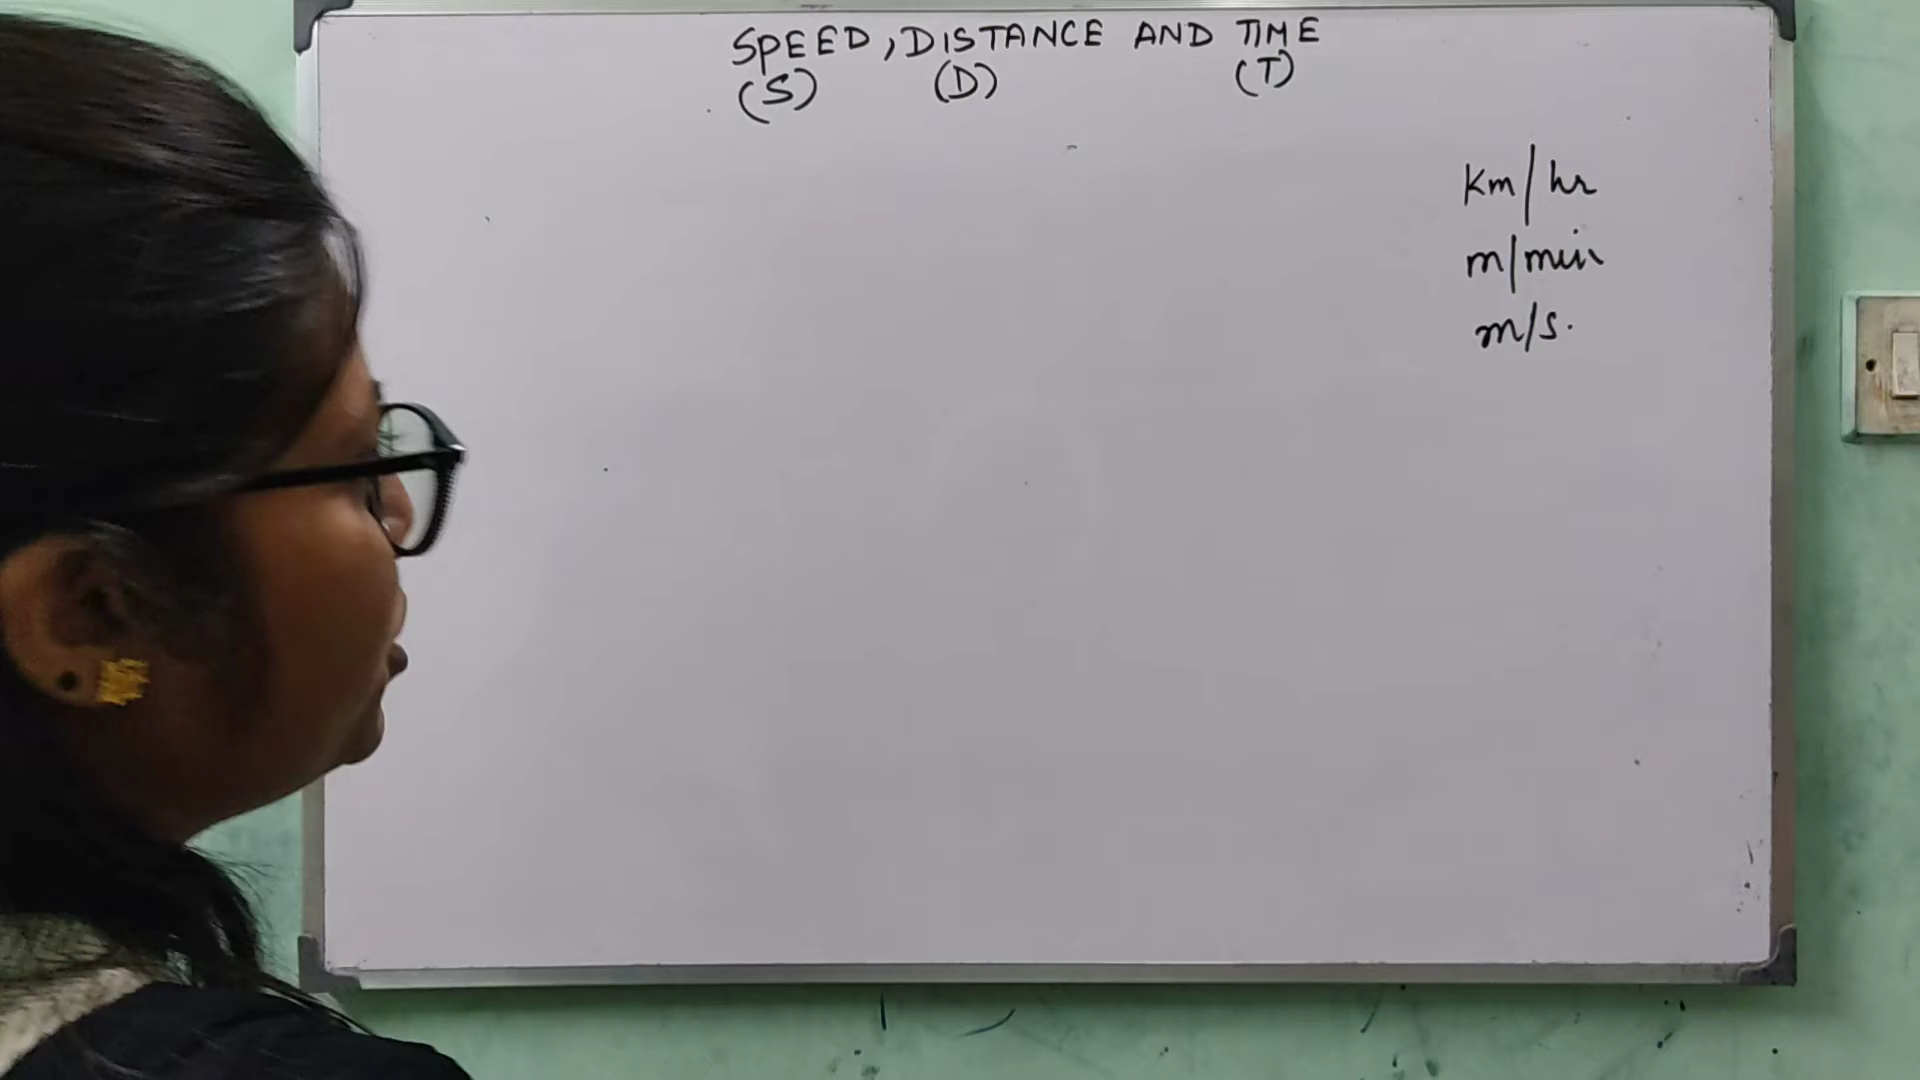 SPEED, DISTANCE AND TIME
(S) (D) (T)
Km/hr
m/min
m/s.